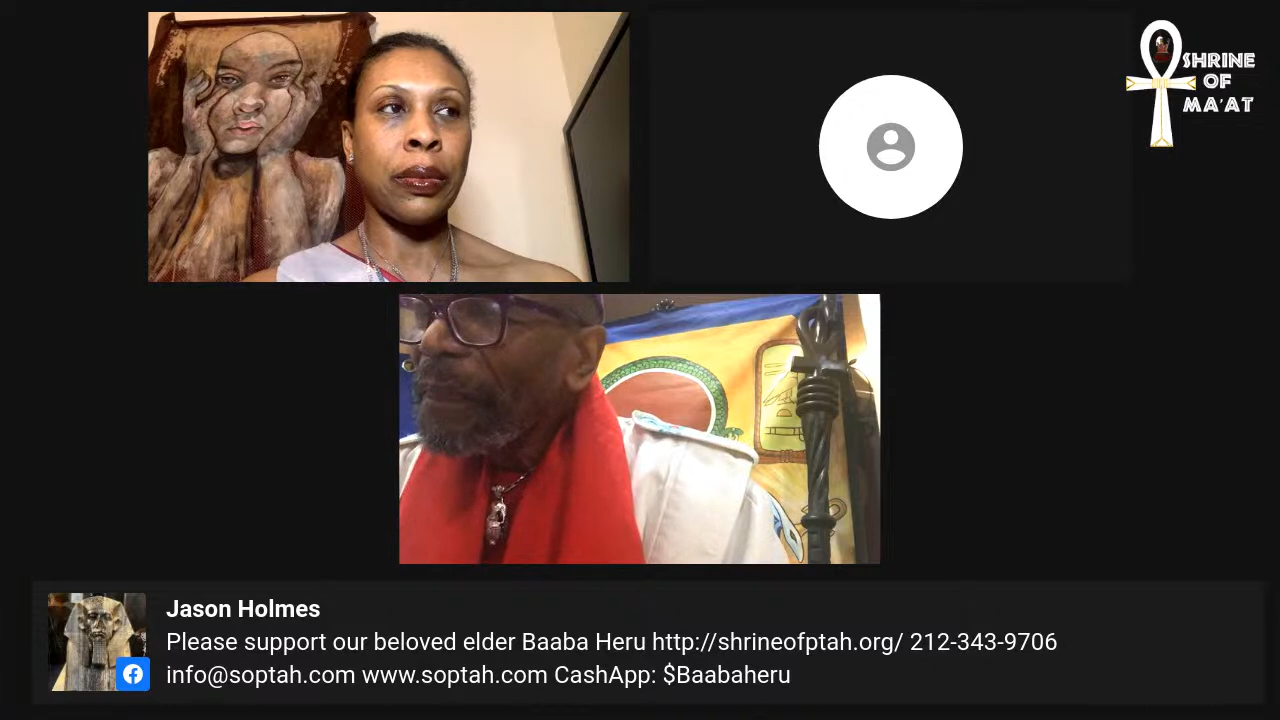 SHRINE
OF
MA'AT
Jason Holmes
Please support our beloved elder Baaba Heru http://shrineofptah.org/ 212-343-9706
info@soptah.com www.soptah.com CashApp: $Baabaheru